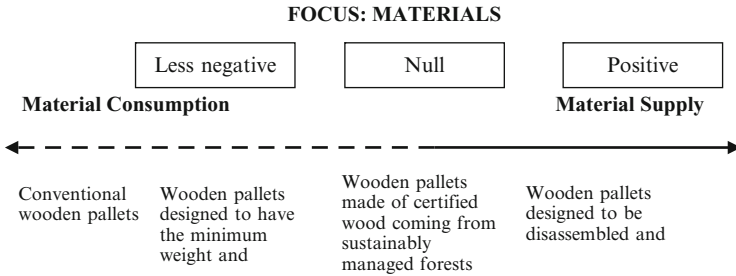 FOCUS: MATERIALS
Less negative
Null
Positive
Material Consumption
Material Supply
Conventional
wooden pallets
Wooden pallets
designed to have
the minimum
weight and
Wooden pallets
made of certified
wood coming from
sustainably
managed forests
Wooden pallets
designed to be
disassembled and